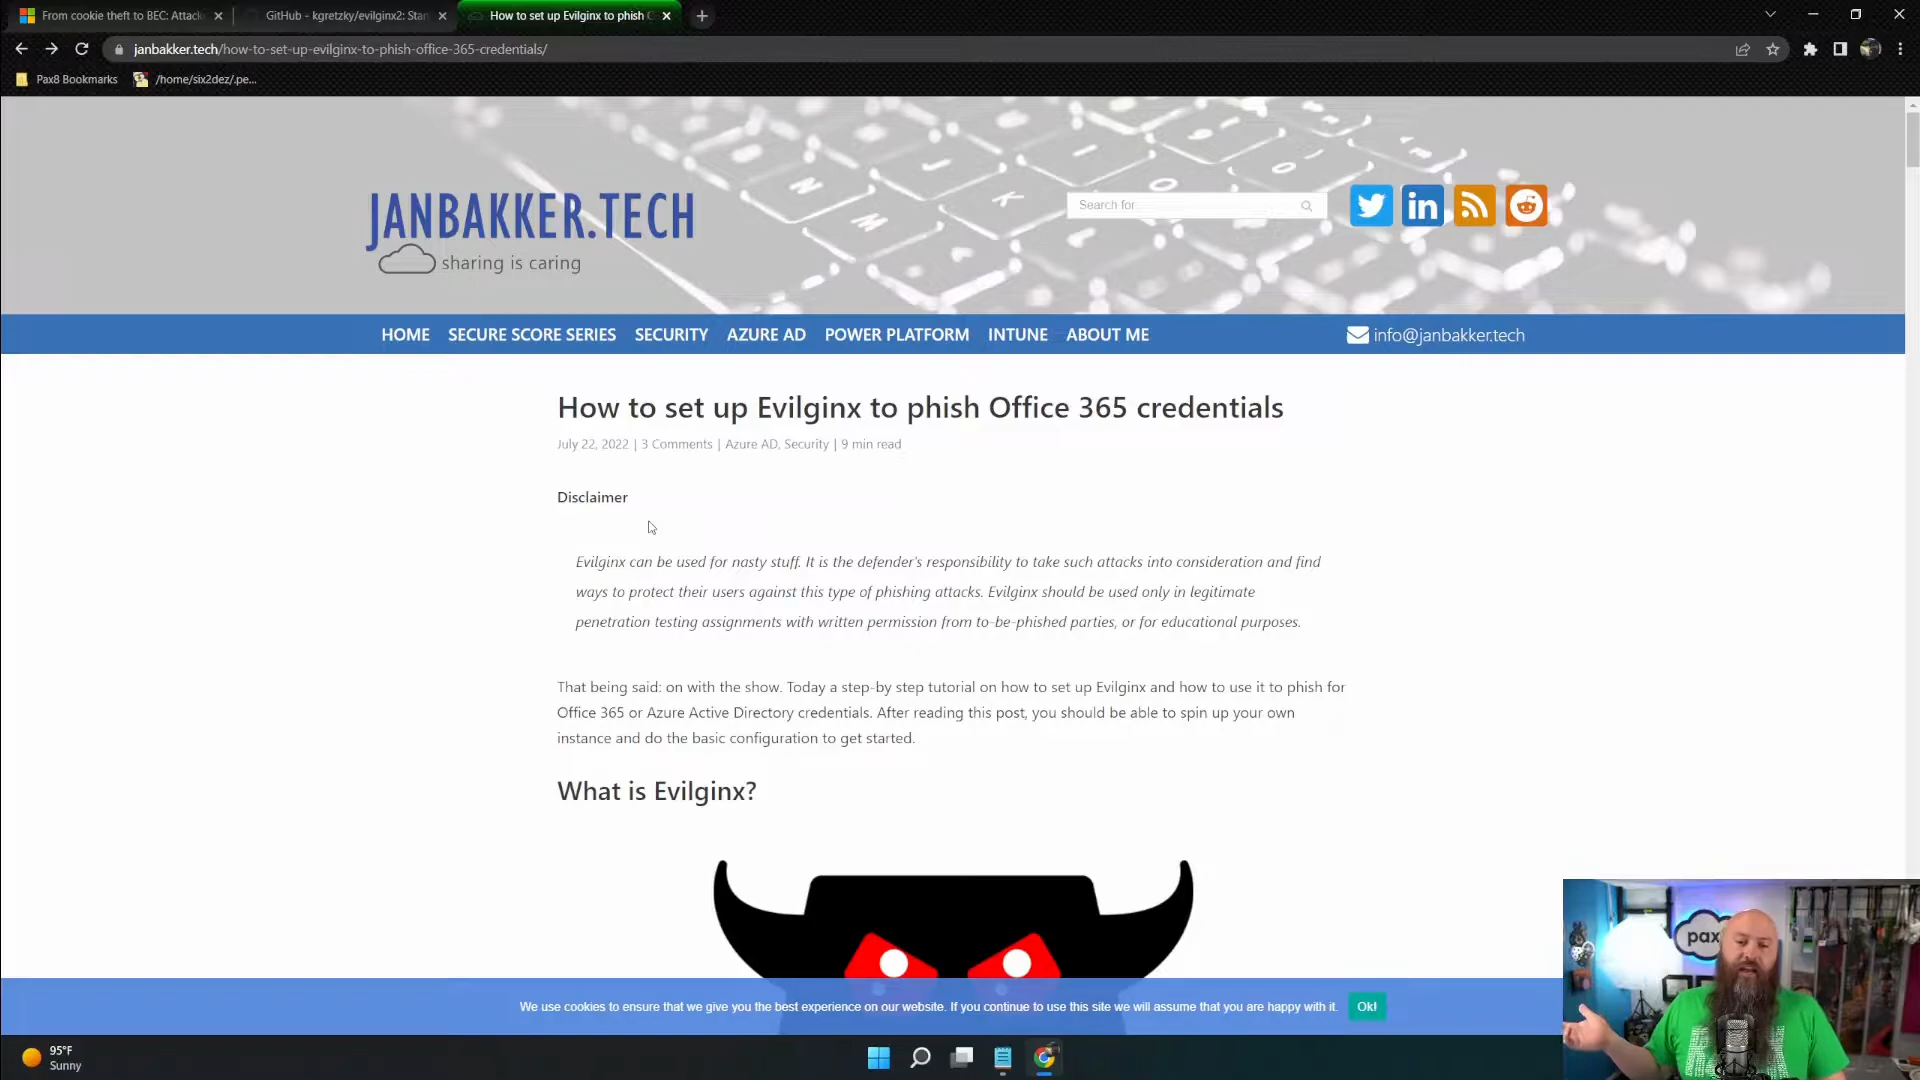 From cookie theft to BEC: Attack
GitHub - kgretzky/evilginx2: Stan
How to set up Evilginx to phish O
janbakker.tech/how-to-set-up-evilginx-to-phish-office-365-credentials/
Pax8 Bookmarks
/home/six2dez/.pe...
JANBAKKER.TECH
sharing is caring
Search for
HOME SECURE SCORE SERIES SECURITY AZURE AD POWER PLATFORM INTUNE ABOUT ME
info@janbakker.tech
How to set up Evilginx to phish Office 365 credentials
July 22, 2022 | 3 Comments | Azure AD, Security | 9 min read
Disclaimer
Evilginx can be used for nasty stuff. It is the defender's responsibility to take such attacks into consideration and find
ways to protect their users against this type of phishing attacks. Evilginx should be used only in legitimate
penetration testing assignments with written permission from to-be-phished parties, or for educational purposes.
That being said: on with the show. Today a step-by step tutorial on how to set up Evilginx and how to use it to phish for
Office 365 or Azure Active Directory credentials. After reading this post, you should be able to spin up your own
instance and do the basic configuration to get started.
What is Evilginx?
We use cookies to ensure that we give you the best experience on our website. If you continue to use this site we will assume that you are happy with it.
Ok!
pax
95°F
Sunny